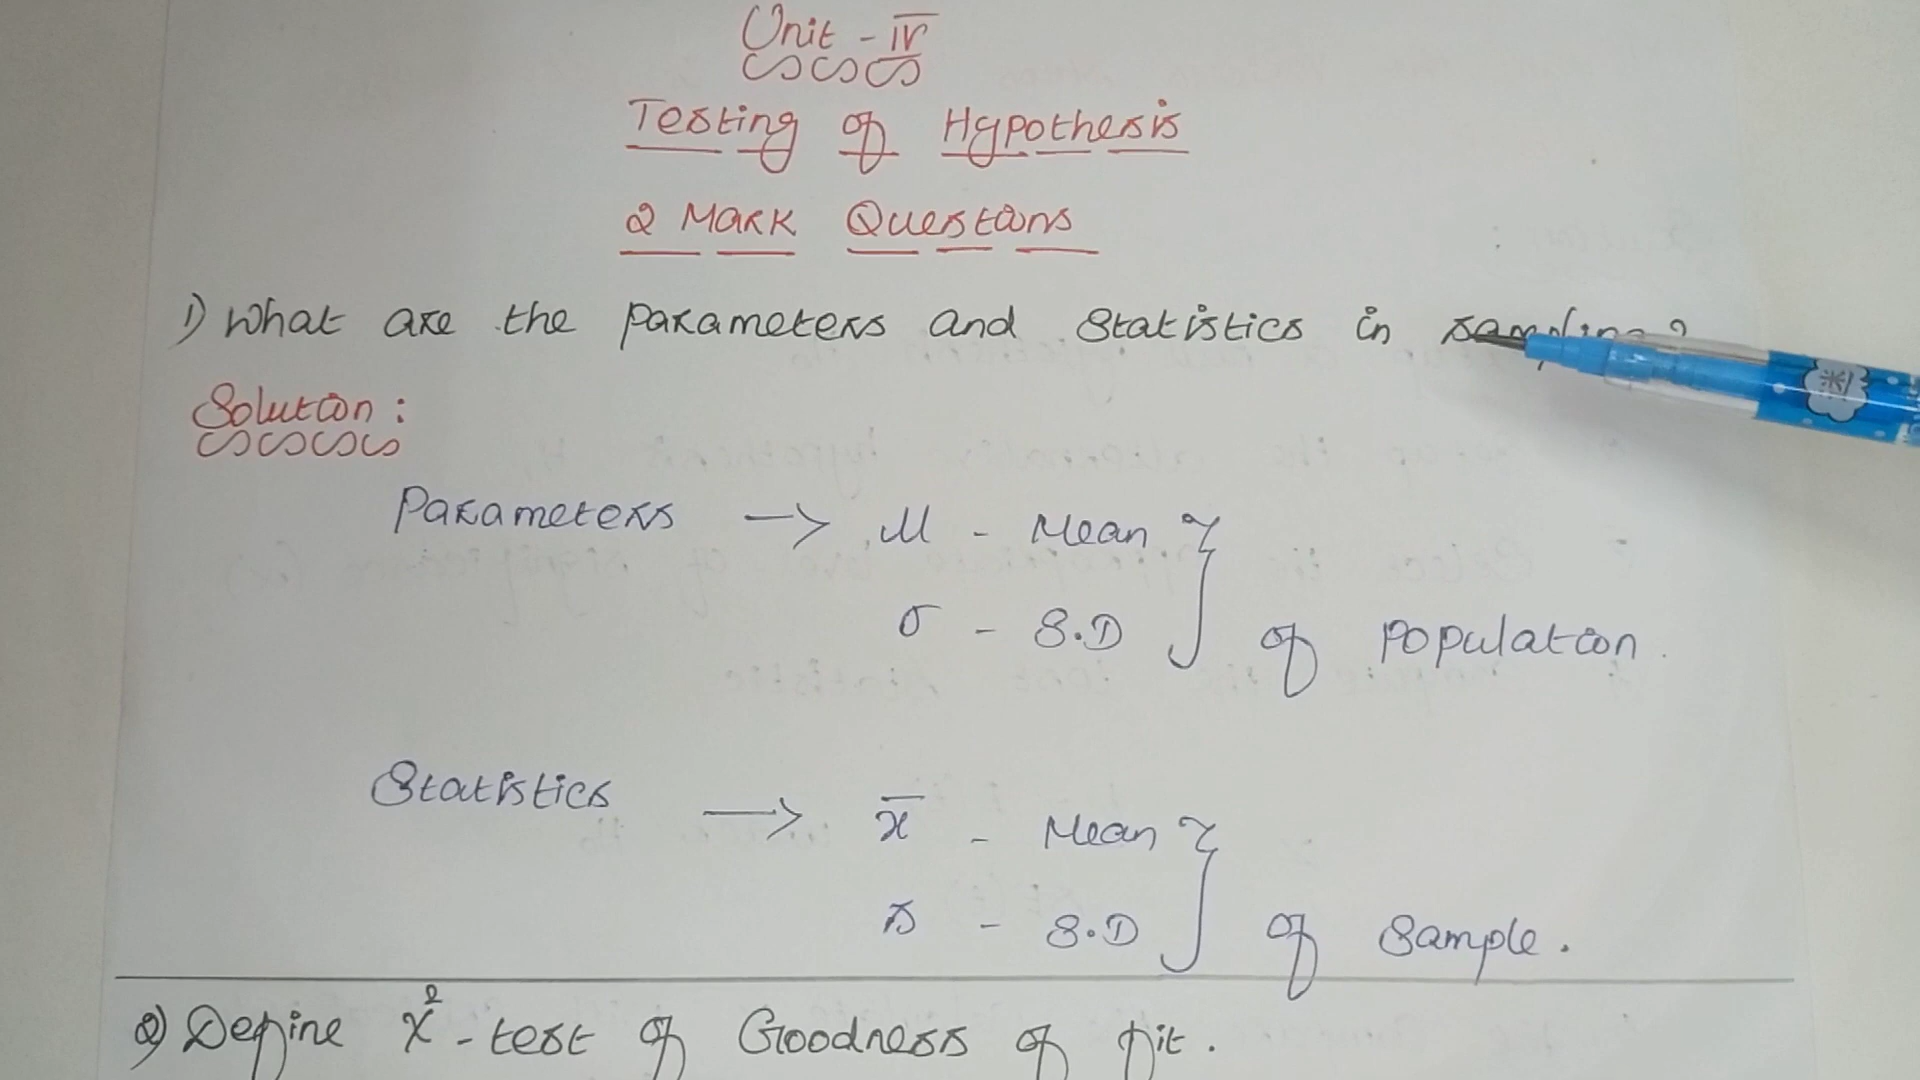 Unit - IV
Testing of Hypothesis
2 Mark Questions
1) What are the parameters and statistics in sampling?
Solution:
Parameters → μ - Mean }
σ - S.D } of population.
Statistics → x̄ - Mean }
s - S.D } of sample.
2) Define χ² - test of Goodness of fit.